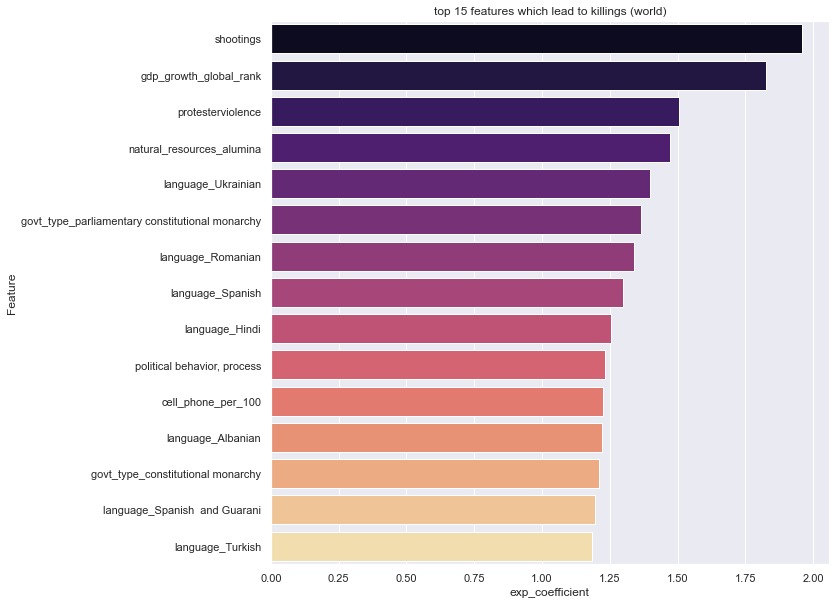 top 15 features which lead to killings (world)
shootings
gdp_growth_global_rank
protesterviolence
natural_resources_alumina
language_Ukrainian
govt_type_parliamentary constitutional monarchy
language_Romanian
language_Spanish
language_Hindi
political behavior, process
cell_phone_per_100
language_Albanian
govt_type_constitutional monarchy
language_Spanish  and Guarani
language_Turkish
Feature
0.00 0.25 0.50 0.75 1.00 1.25 1.50 1.75 2.00
exp_coefficient